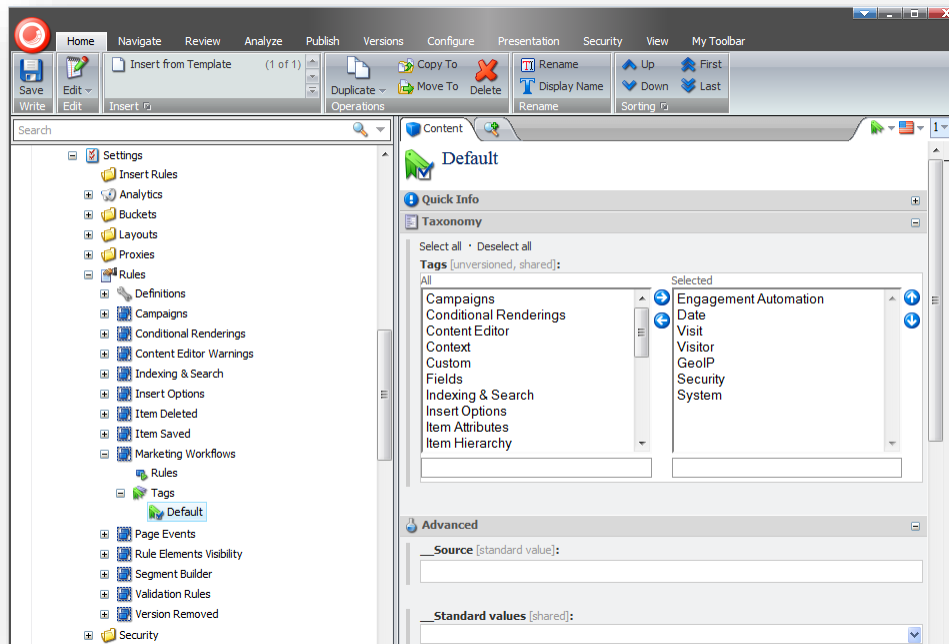 Home Navigate Review Analyze Publish Versions Configure Presentation Security View My Toolbar
Save
Write
Edit
Edit
Insert from Template (1 of 1)
Insert
Duplicate
Copy To
Move To
Delete
Operations
Rename
Display Name
Rename
Up
Down
First
Last
Sorting
Search
Settings
Insert Rules
Analytics
Buckets
Layouts
Proxies
Rules
Definitions
Campaigns
Conditional Renderings
Content Editor Warnings
Indexing & Search
Insert Options
Item Deleted
Item Saved
Marketing Workflows
Rules
Tags
Default
Page Events
Rule Elements Visibility
Segment Builder
Validation Rules
Version Removed
Security
Content
1
Default
Quick Info
Taxonomy
Select all · Deselect all
Tags [unversioned, shared]:
All
Campaigns
Conditional Renderings
Content Editor
Context
Custom
Fields
Indexing & Search
Insert Options
Item Attributes
Item Hierarchy
Selected
Engagement Automation
Date
Visit
Visitor
GeoIP
Security
System
Advanced
__Source [standard value]:
__Standard values [shared]: